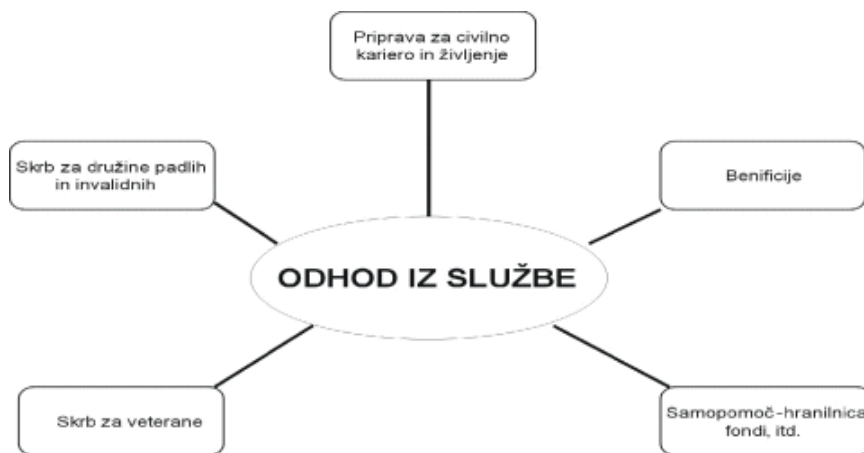 Priprava za civilno
kariero in življenje
Skrb za družine padlih
in invalidnih
Benificije
ODHOD IZ SLUŽBE
Skrb za veterane
Samopomoč-hranilnica
fondi, itd.